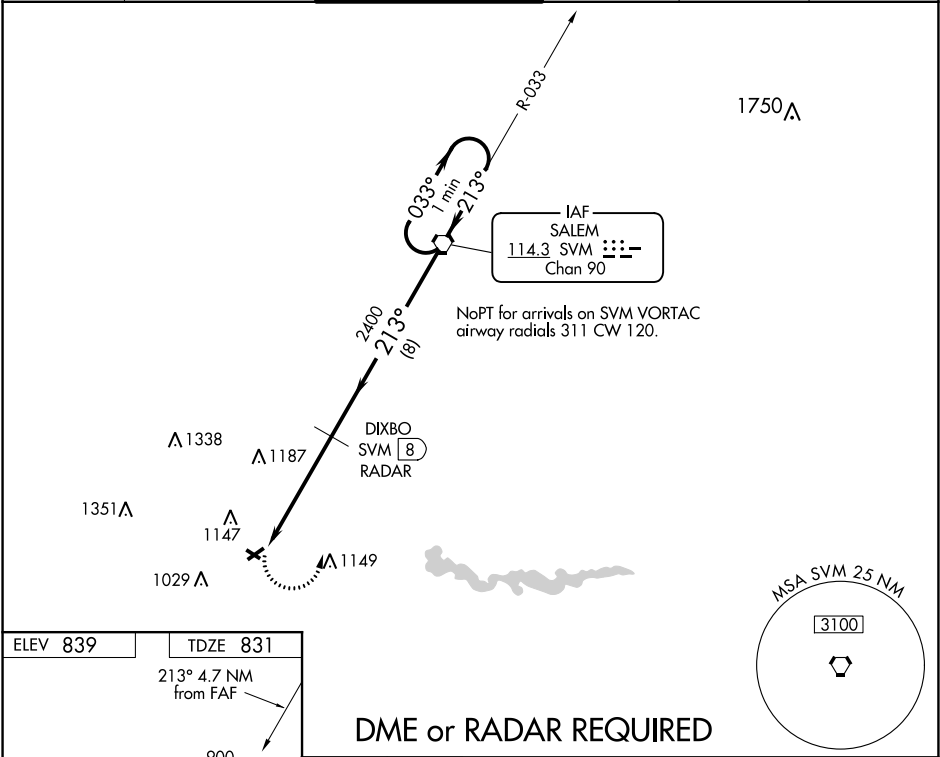 R-033
1750
033°
1 min
213°
IAF
SALEM
114.3 SVM
Chan 90
NoPT for arrivals on SVM VORTAC
airway radials 311 CW 120.
2400
213°
(8)
DIXBO
SVM 8
RADAR
1338
1187
1351
1147
1149
1029
MSA SVM 25 NM
3100
ELEV 839
TDZE 831
213° 4.7 NM
from FAF
DME or RADAR REQUIRED